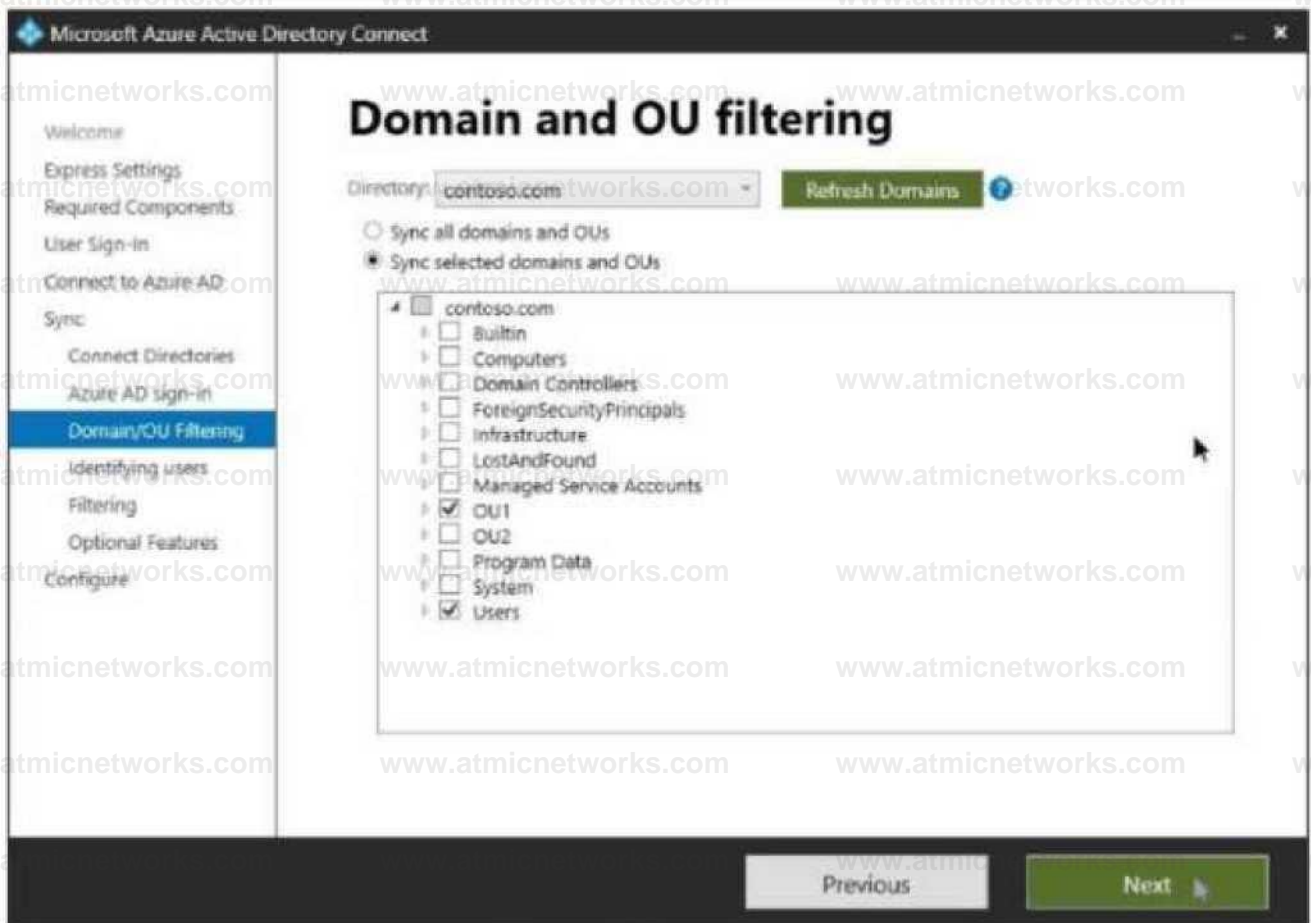 Microsoft Azure Active Directory Connect
Welcome
Express Settings
Required Components
User Sign-In
Connect to Azure AD
Sync
Connect Directories
Azure AD sign-in
Domain/OU Filtering
Identifying users
Filtering
Optional Features
Configure
Domain and OU filtering
Directory: contoso.com Refresh Domains ?
Sync all domains and OUs
Sync selected domains and OUs
contoso.com
Builtin
Computers
Domain Controllers
ForeignSecurityPrincipals
Infrastructure
LostAndFound
Managed Service Accounts
OU1
OU2
Program Data
System
Users
Previous Next
www.atmicnetworks.com